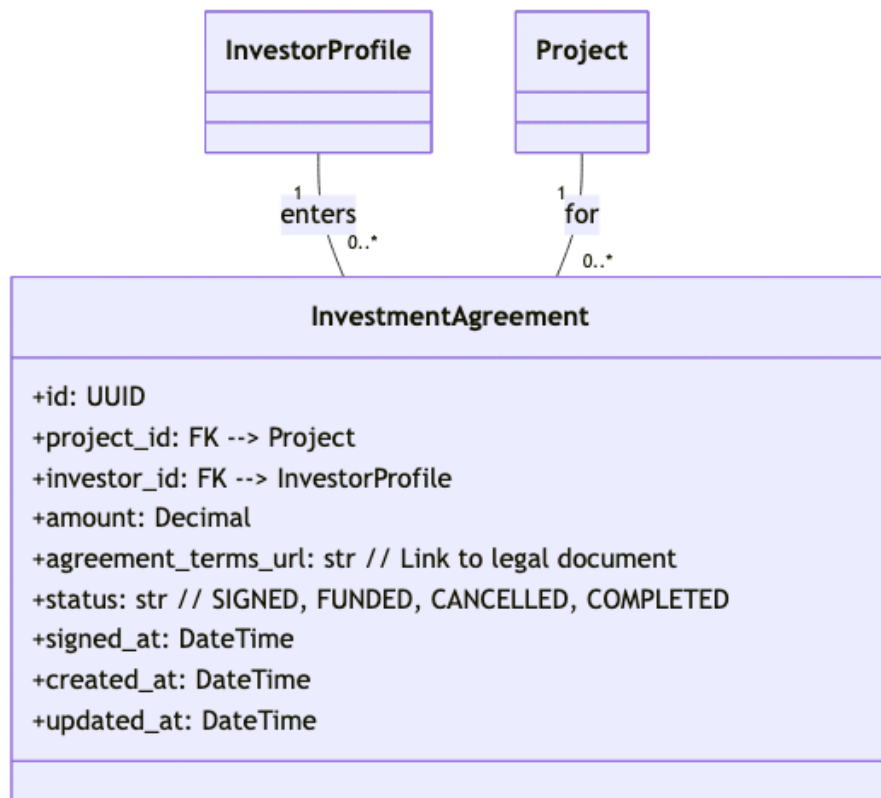 InvestorProfile
Project
1
enters
0..*
1
for
0..*
InvestmentAgreement
+id: UUID
+project_id: FK --> Project
+investor_id: FK --> InvestorProfile
+amount: Decimal
+agreement_terms_url: str // Link to legal document
+status: str // SIGNED, FUNDED, CANCELLED, COMPLETED
+signed_at: DateTime
+created_at: DateTime
+updated_at: DateTime